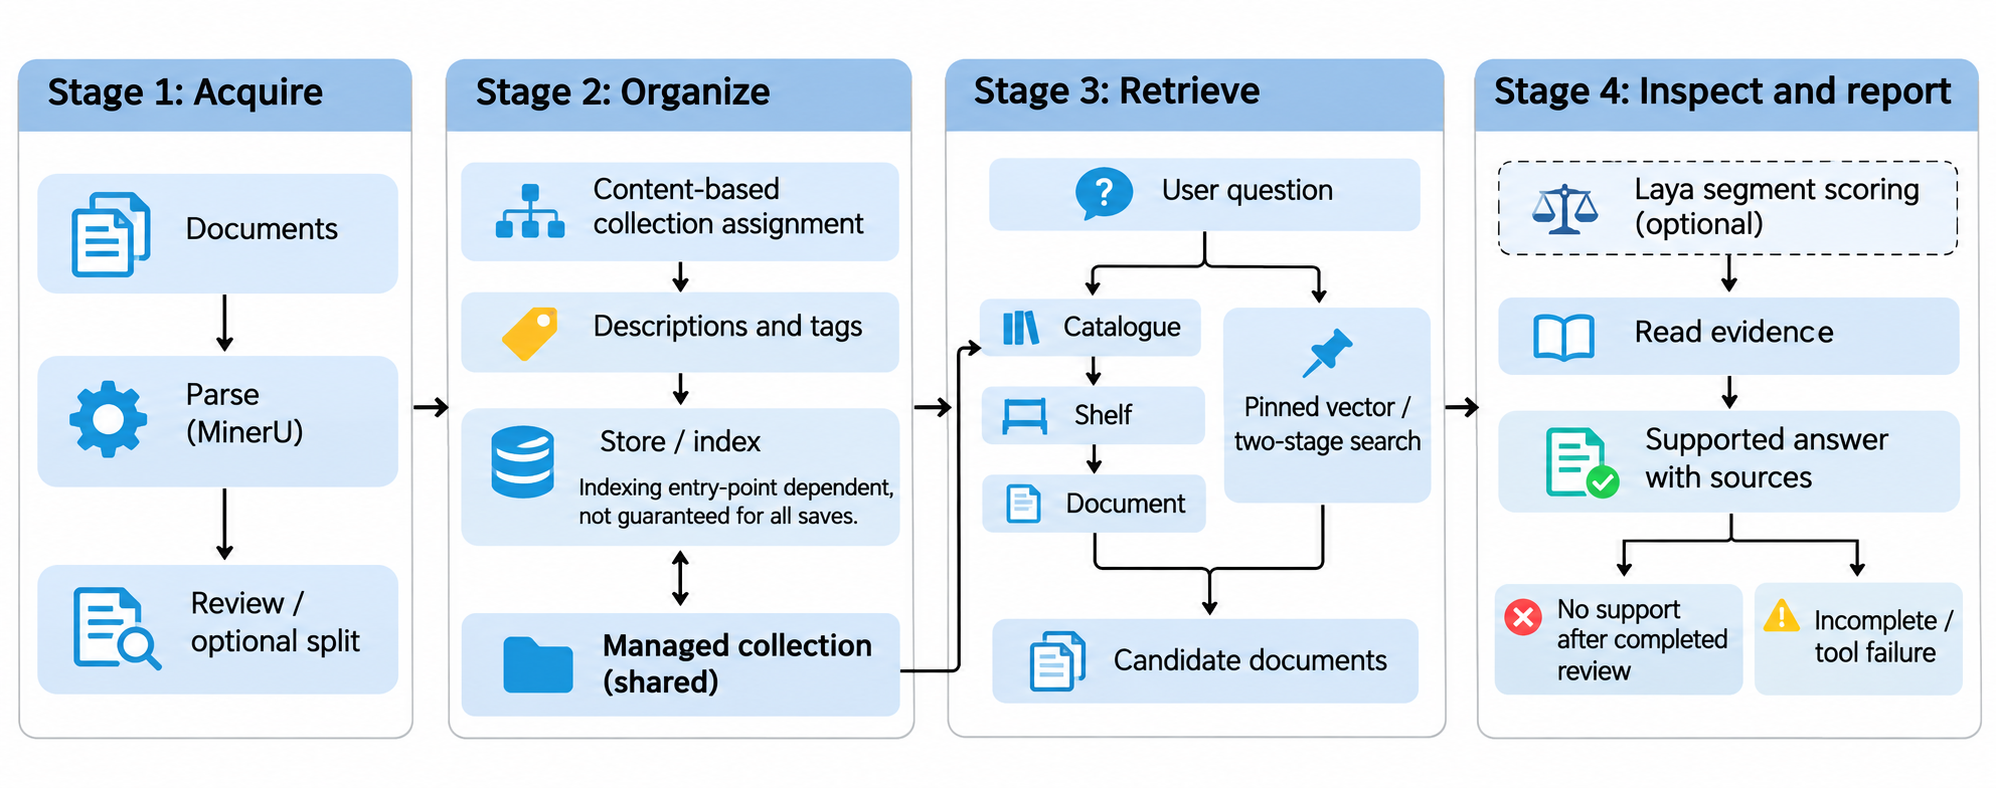 Stage 1: Acquire
Documents
Parse
(MinerU)
Review /
optional split
Stage 2: Organize
Content-based
collection assignment
Descriptions and tags
Store / index
Indexing entry-point dependent,
not guaranteed for all saves.
Managed collection
(shared)
Stage 3: Retrieve
User question
Catalogue
Shelf
Document
Pinned vector /
two-stage search
Candidate documents
Stage 4: Inspect and report
Laya segment scoring
(optional)
Read evidence
Supported answer
with sources
No support
after completed
review
Incomplete /
tool failure